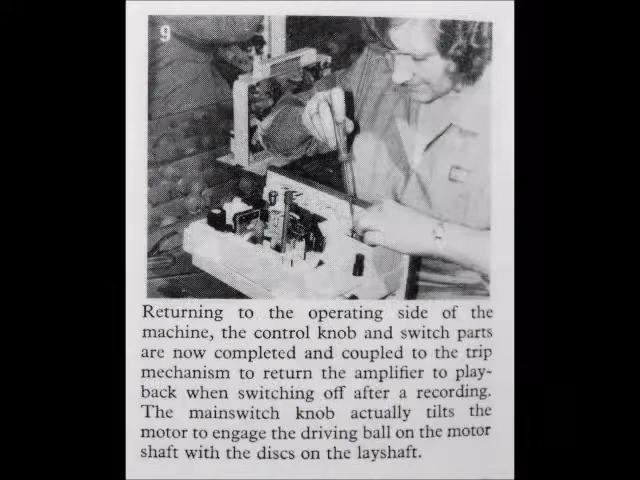 9
Returning to the operating side of the
machine, the control knob and switch parts
are now completed and coupled to the trip
mechanism to return the amplifier to play-
back when switching off after a recording.
The mainswitch knob actually tilts the
motor to engage the driving ball on the motor
shaft with the discs on the layshaft.